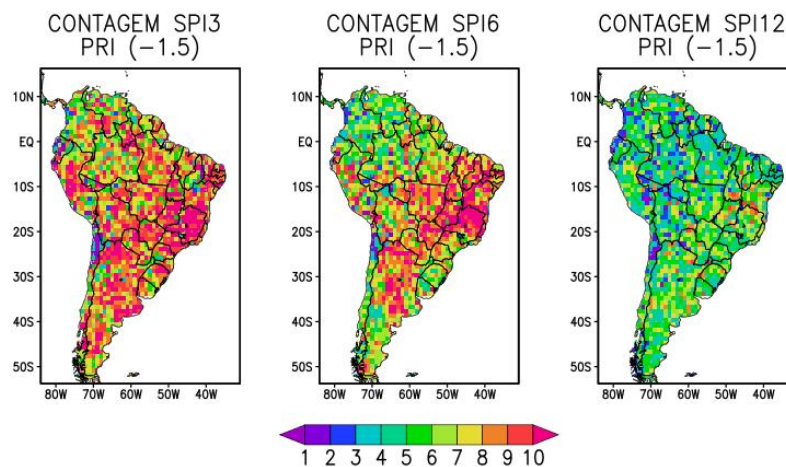 CONTAGEM SPI3
PRI (−1.5)
CONTAGEM SPI6
PRI (−1.5)
CONTAGEM SPI12
PRI (−1.5)
10N
EQ
10S
20S
30S
40S
50S
80W 70W 60W 50W 40W
10N
EQ
10S
20S
30S
40S
50S
80W 70W 60W 50W 40W
10N
EQ
10S
20S
30S
40S
50S
80W 70W 60W 50W 40W
1 2 3 4 5 6 7 8 9 10